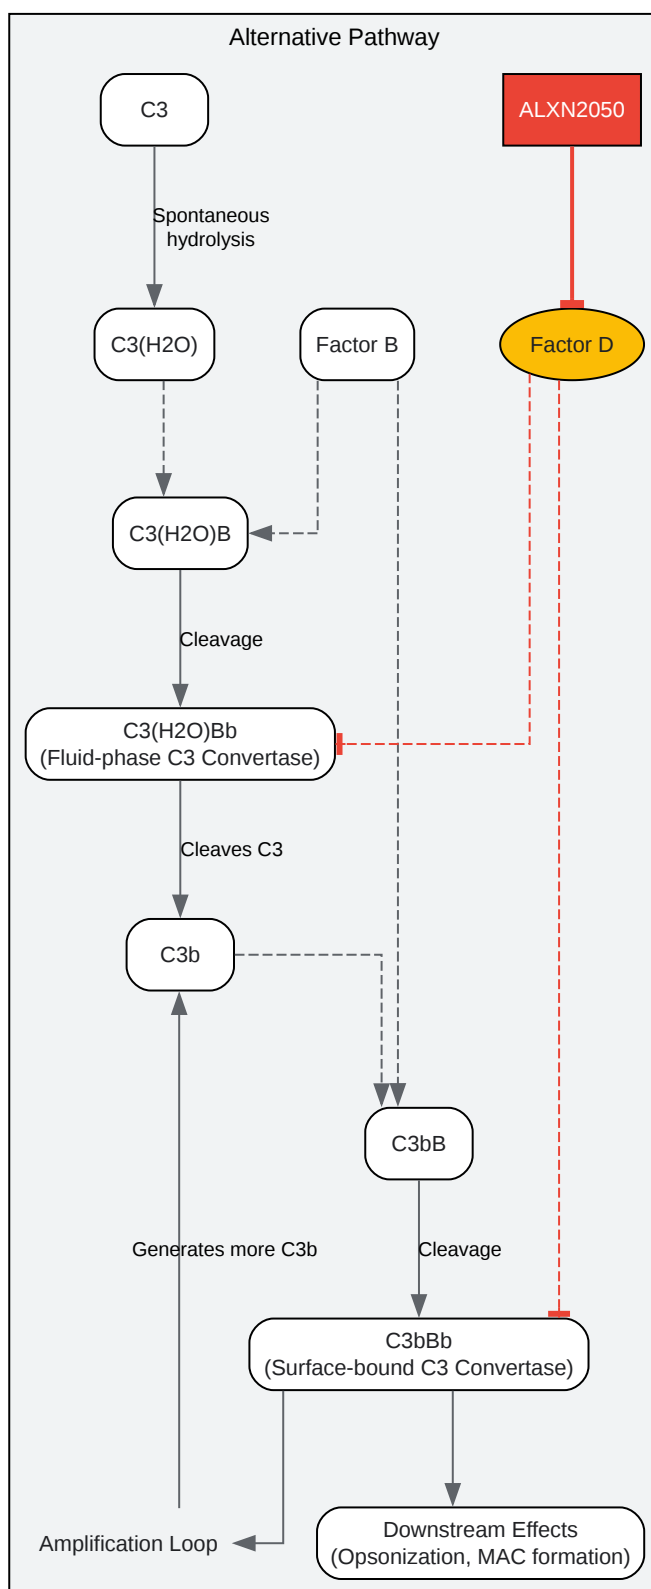 Alternative Pathway
C3
ALXN2050
Spontaneous
hydrolysis
C3(H2O)
Factor B
Factor D
C3(H2O)B
Cleavage
C3(H2O)Bb
(Fluid-phase C3 Convertase)
Cleaves C3
C3b
C3bB
Generates more C3b
Cleavage
C3bBb
(Surface-bound C3 Convertase)
Amplification Loop
Downstream Effects
(Opsonization, MAC formation)